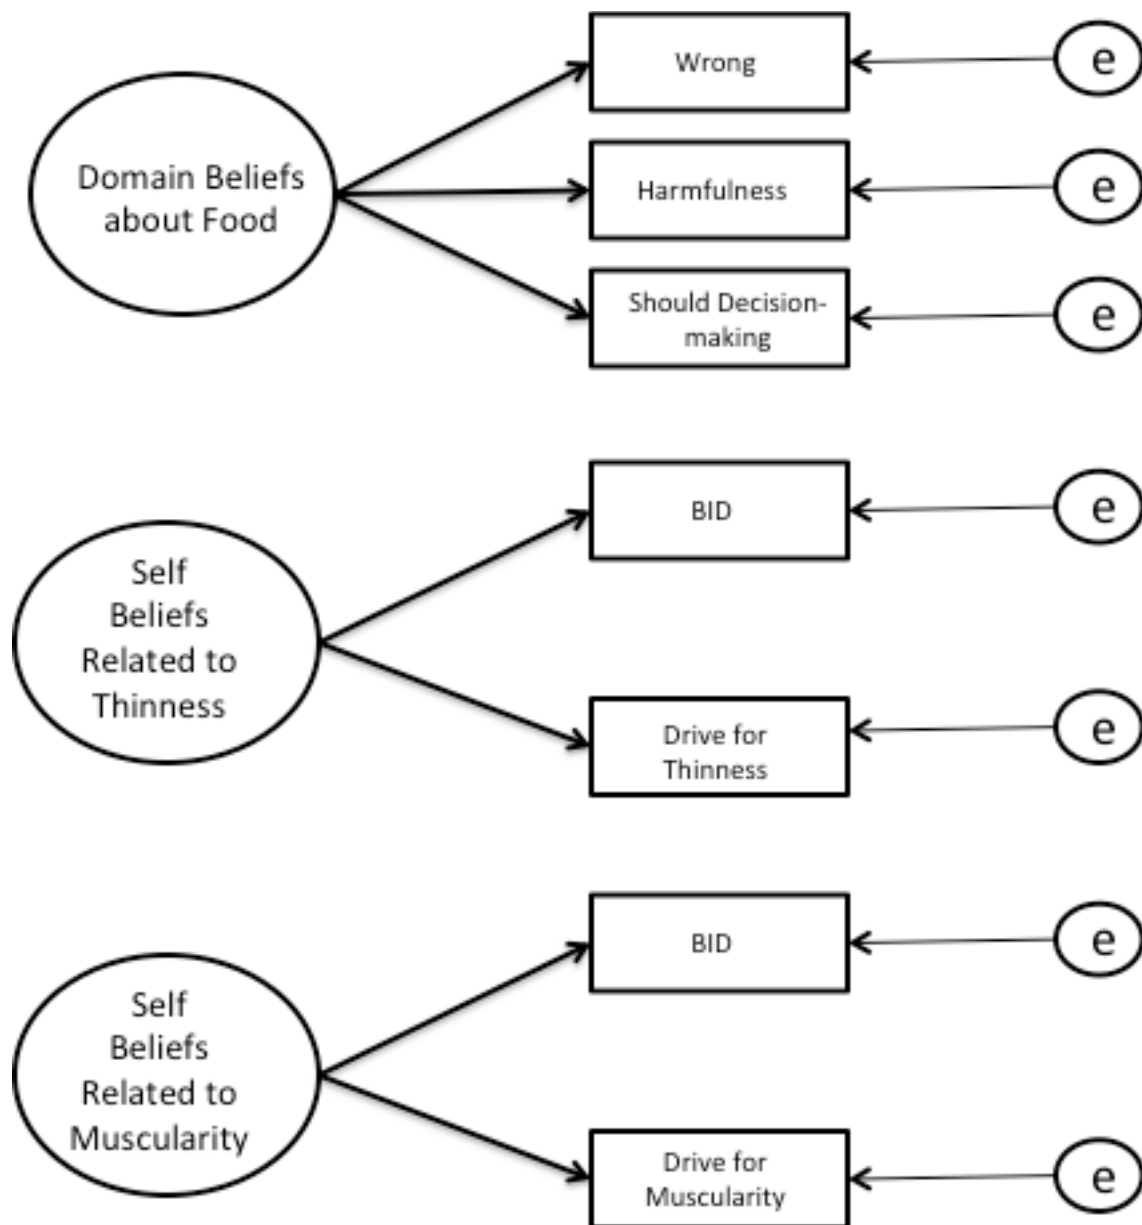 Domain Beliefs
about Food
Wrong
e
Harmfulness
e
Should Decision-
making
e
Self
Beliefs
Related to
Thinness
BID
e
Drive for
Thinness
e
Self
Beliefs
Related to
Muscularity
BID
e
Drive for
Muscularity
e